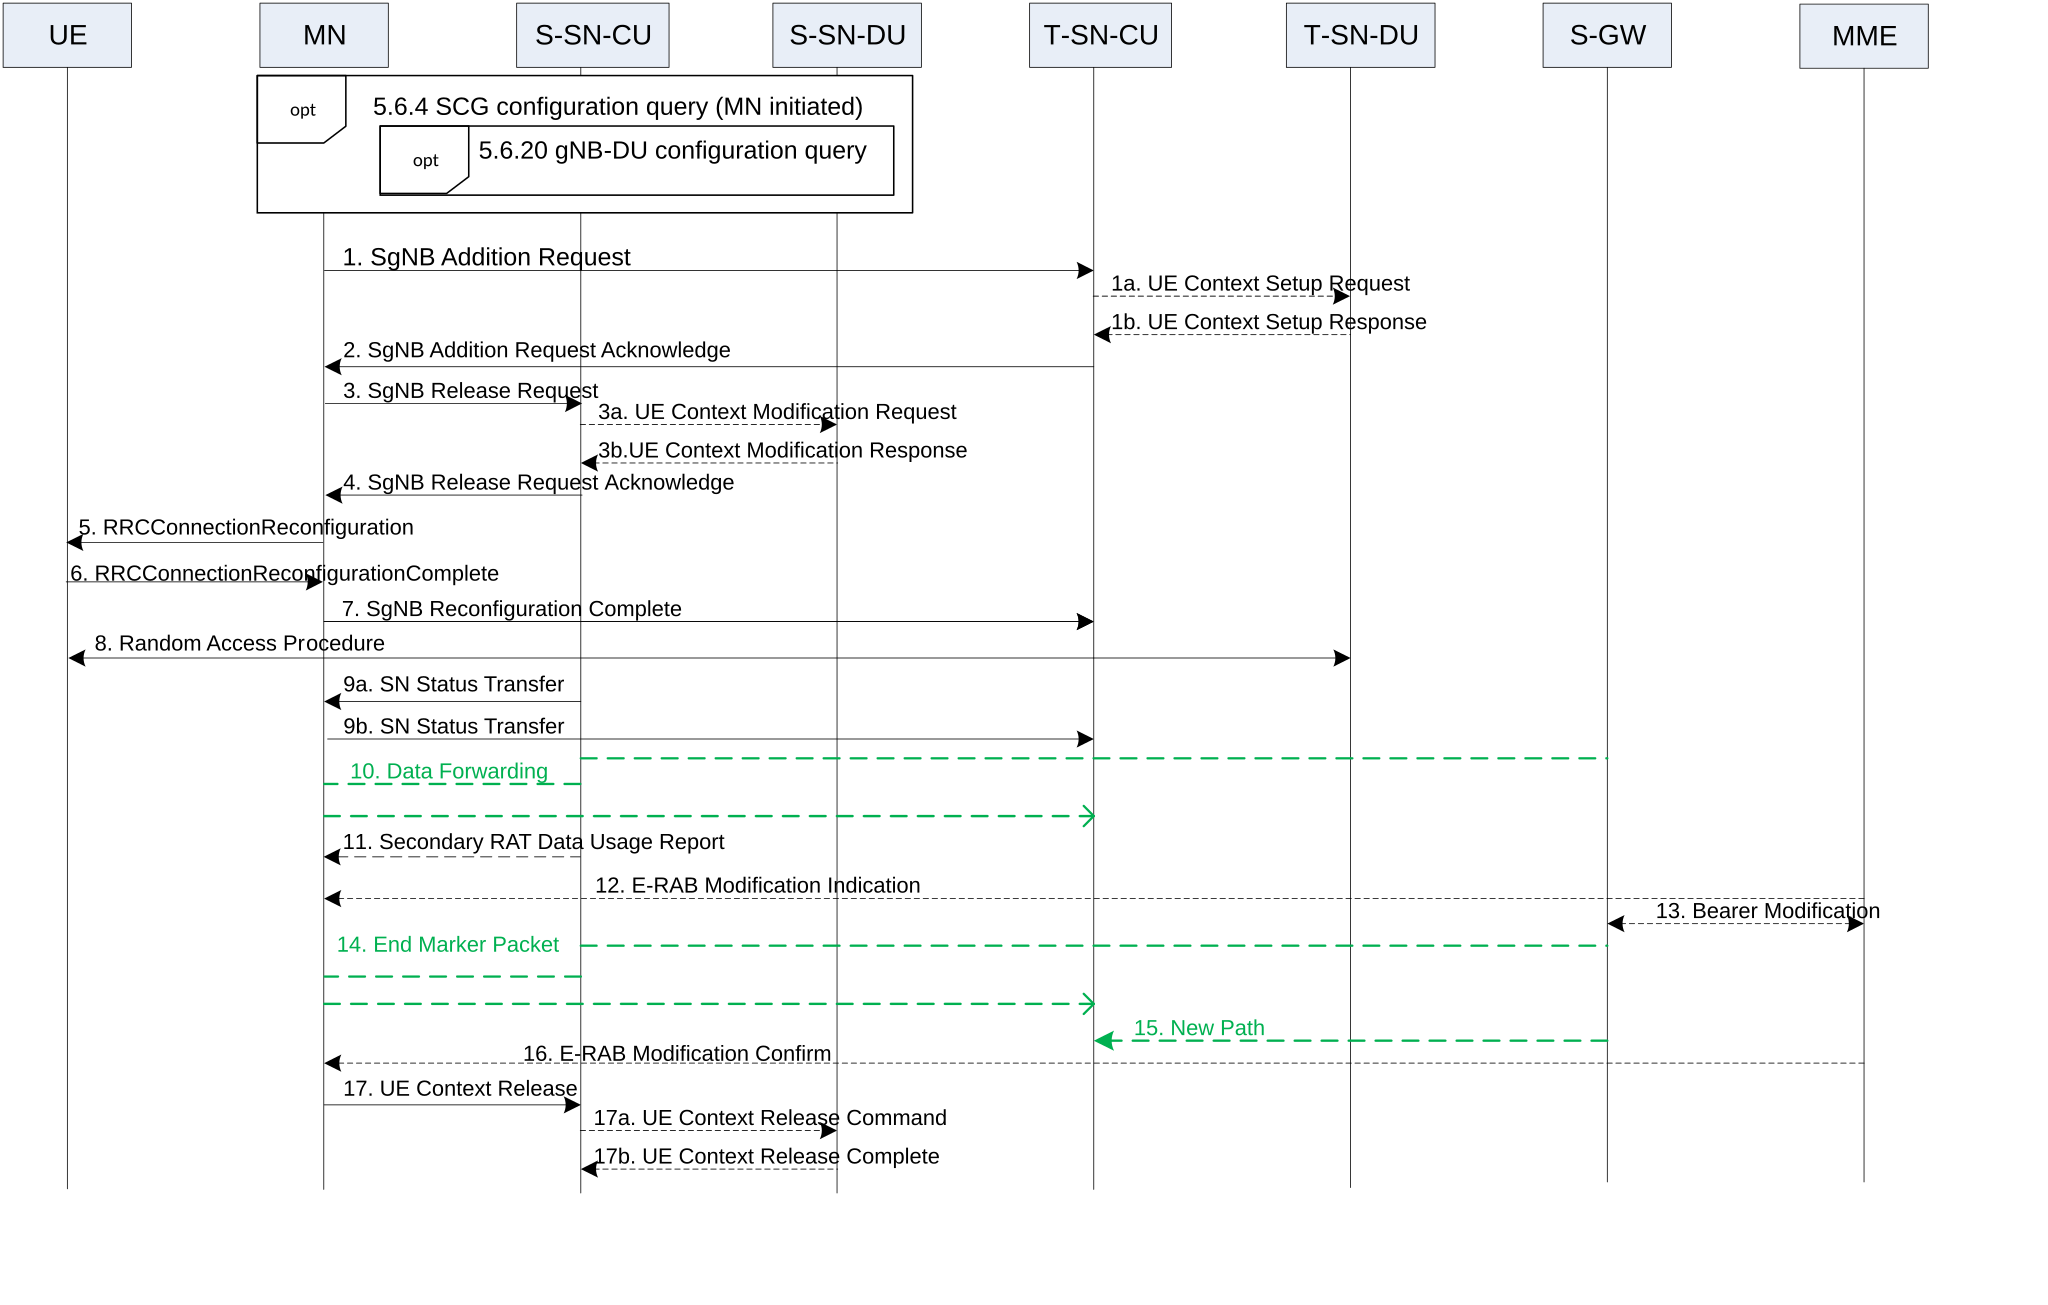 UE
MN
S-SN-CU
S-SN-DU
T-SN-CU
T-SN-DU
S-GW
MME
opt
5.6.4 SCG configuration query (MN initiated)
opt
5.6.20 gNB-DU configuration query
1. SgNB Addition Request
1a. UE Context Setup Request
1b. UE Context Setup Response
2. SgNB Addition Request Acknowledge
3. SgNB Release Request
3a. UE Context Modification Request
3b.UE Context Modification Response
4. SgNB Release Request Acknowledge
5. RRCConnectionReconfiguration
6. RRCConnectionReconfigurationComplete
7. SgNB Reconfiguration Complete
8. Random Access Procedure
9a. SN Status Transfer
9b. SN Status Transfer
10. Data Forwarding
11. Secondary RAT Data Usage Report
12. E-RAB Modification Indication
13. Bearer Modification
14. End Marker Packet
15. New Path
16. E-RAB Modification Confirm
17. UE Context Release
17a. UE Context Release Command
17b. UE Context Release Complete